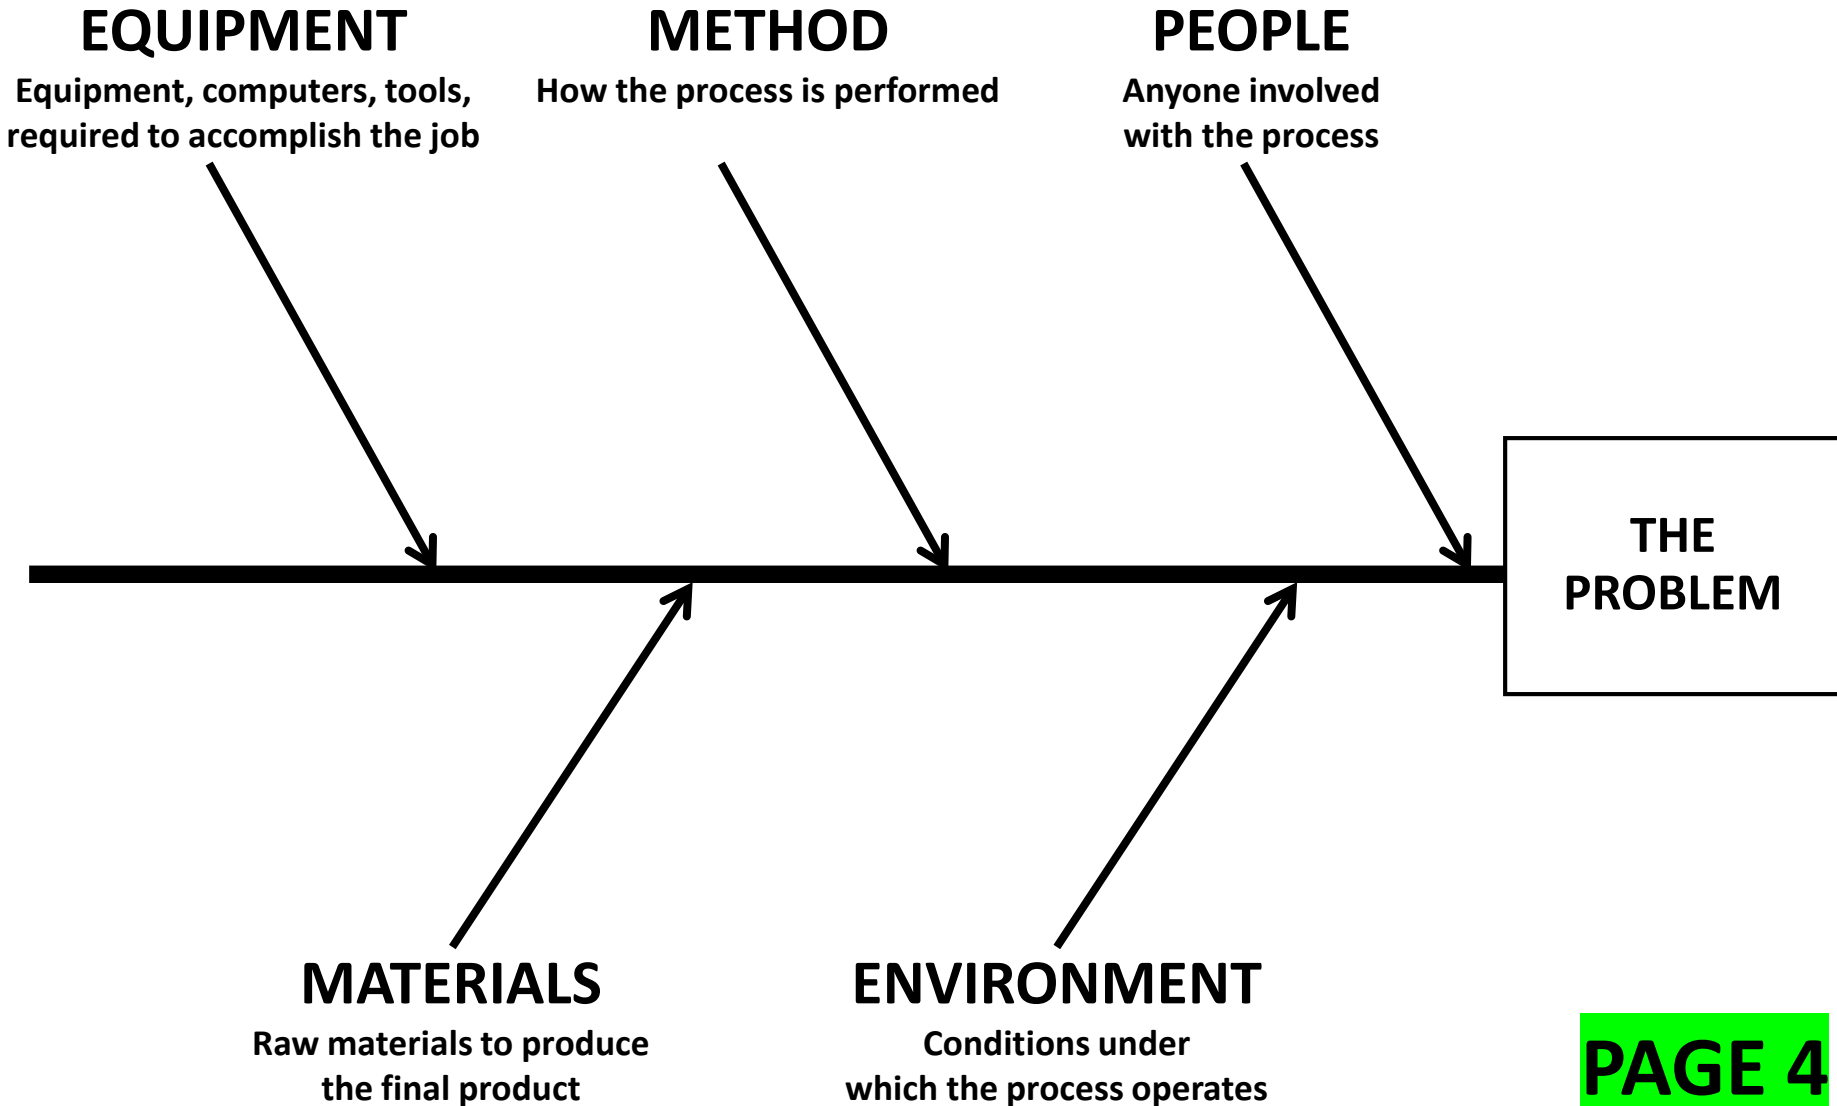 EQUIPMENT
Equipment, computers, tools,
required to accomplish the job
METHOD
How the process is performed
PEOPLE
Anyone involved
with the process
THE
PROBLEM
MATERIALS
Raw materials to produce
the final product
ENVIRONMENT
Conditions under
which the process operates
PAGE 4